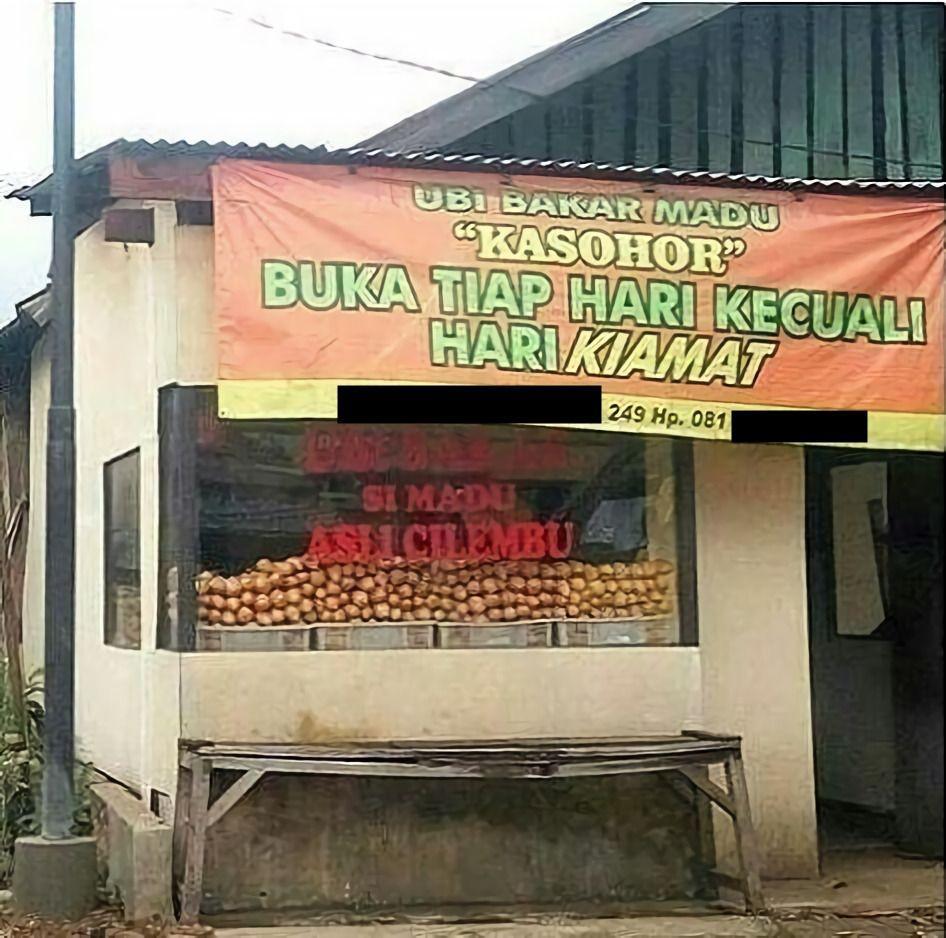 UBI BAKAR MADU
"KASOHOR"
BUKA TIAP HARI KECUALI
HARI KIAMAT
249 Hp. 081
SI MADU
ASLI CILEMBU